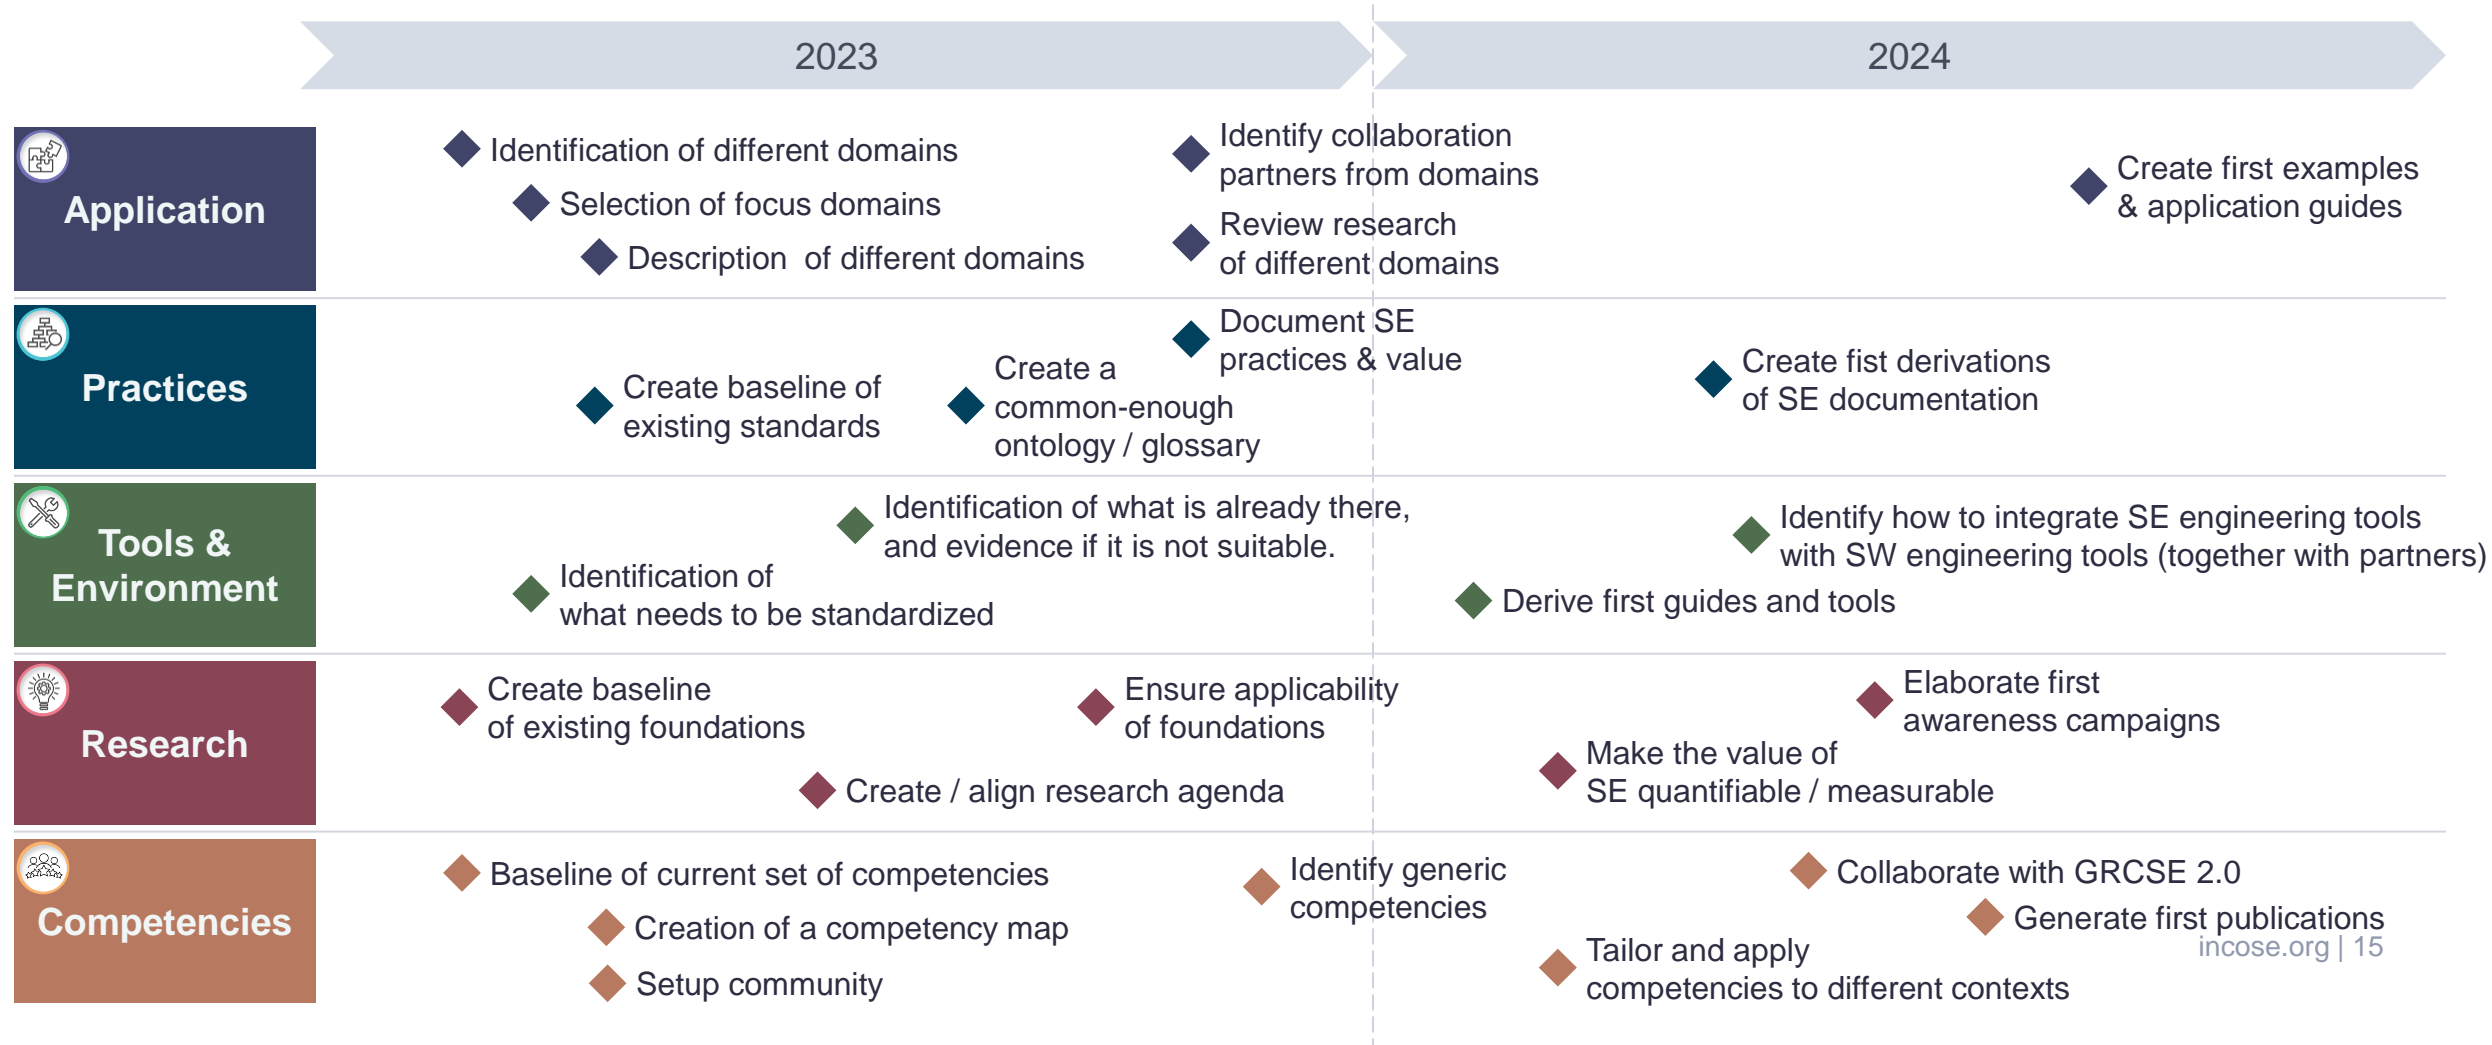 2023
2024
Application
Identification of different domains
Selection of focus domains
Description  of different domains
Identify collaboration
partners from domains
Review research
of different domains
Create first examples
& application guides
Practices
Create baseline of
existing standards
Create a
common-enough
ontology / glossary
Document SE
practices & value
Create fist derivations
of SE documentation
Tools &
Environment
Identification of
what needs to be standardized
Identification of what is already there,
and evidence if it is not suitable.
Derive first guides and tools
Identify how to integrate SE engineering tools
with SW engineering tools (together with partners)
Research
Create baseline
of existing foundations
Create / align research agenda
Ensure applicability
of foundations
Make the value of
SE quantifiable / measurable
Elaborate first
awareness campaigns
Competencies
Baseline of current set of competencies
Creation of a competency map
Setup community
Identify generic
competencies
Tailor and apply
competencies to different contexts
Collaborate with GRCSE 2.0
Generate first publications
incose.org | 15